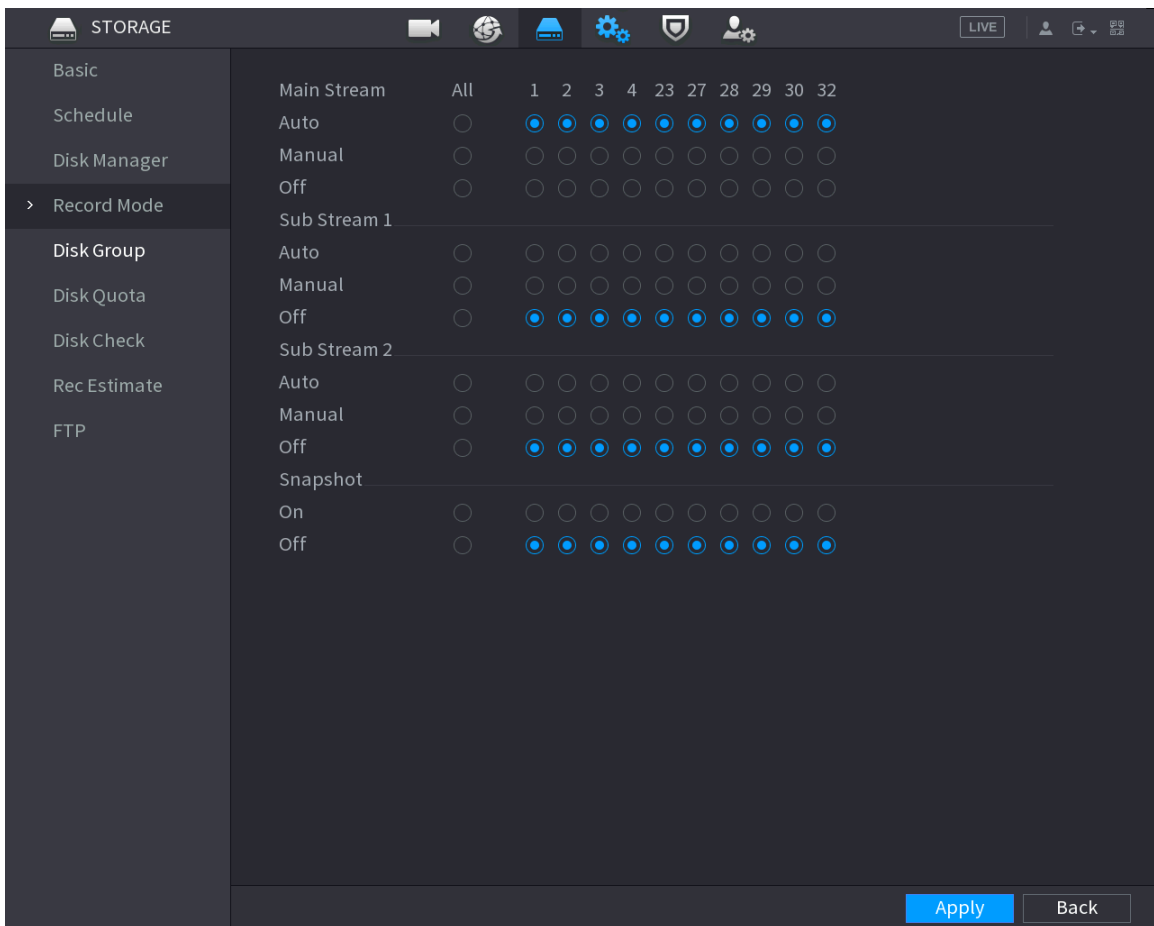 STORAGE LIVE
Basic
Schedule
Disk Manager
Record Mode
Disk Group
Disk Quota
Disk Check
Rec Estimate
FTP
Main Stream All 1 2 3 4 23 27 28 29 30 32
Auto
Manual
Off
Sub Stream 1
Auto
Manual
Off
Sub Stream 2
Auto
Manual
Off
Snapshot
On
Off
Apply Back